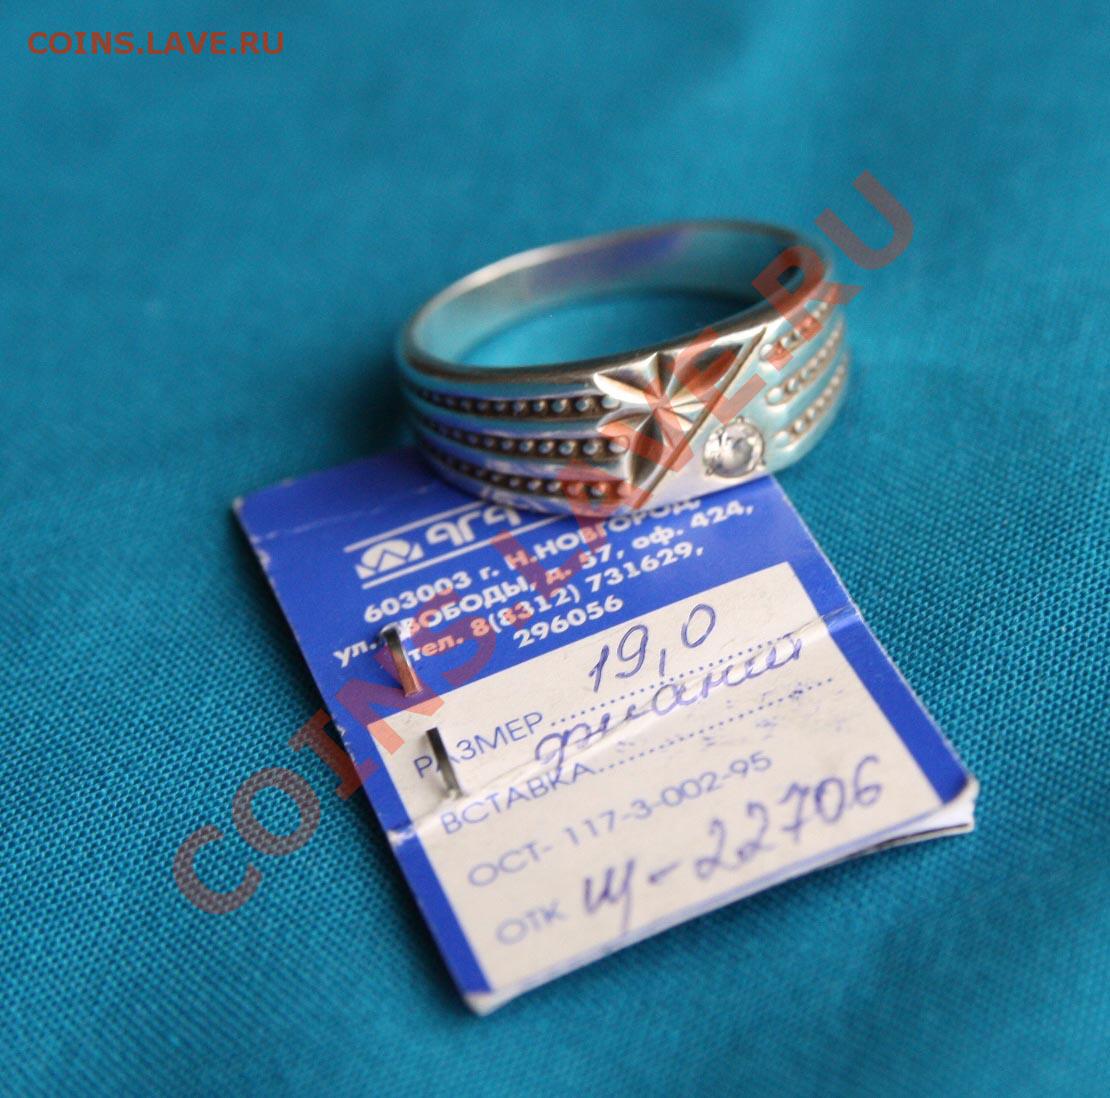 COINS.LAVE.RU
603003 г. Н.НОВГОРОД,
ул. СВОБОДЫ, д. 57, оф. 424,
тел. 8(8312) 731629,
296056
РАЗМЕР 19,0
ВСТАВКА фианит
ОСТ- 117-3-002-95
ОТК Щ-22706
COINS.LAVE.RU